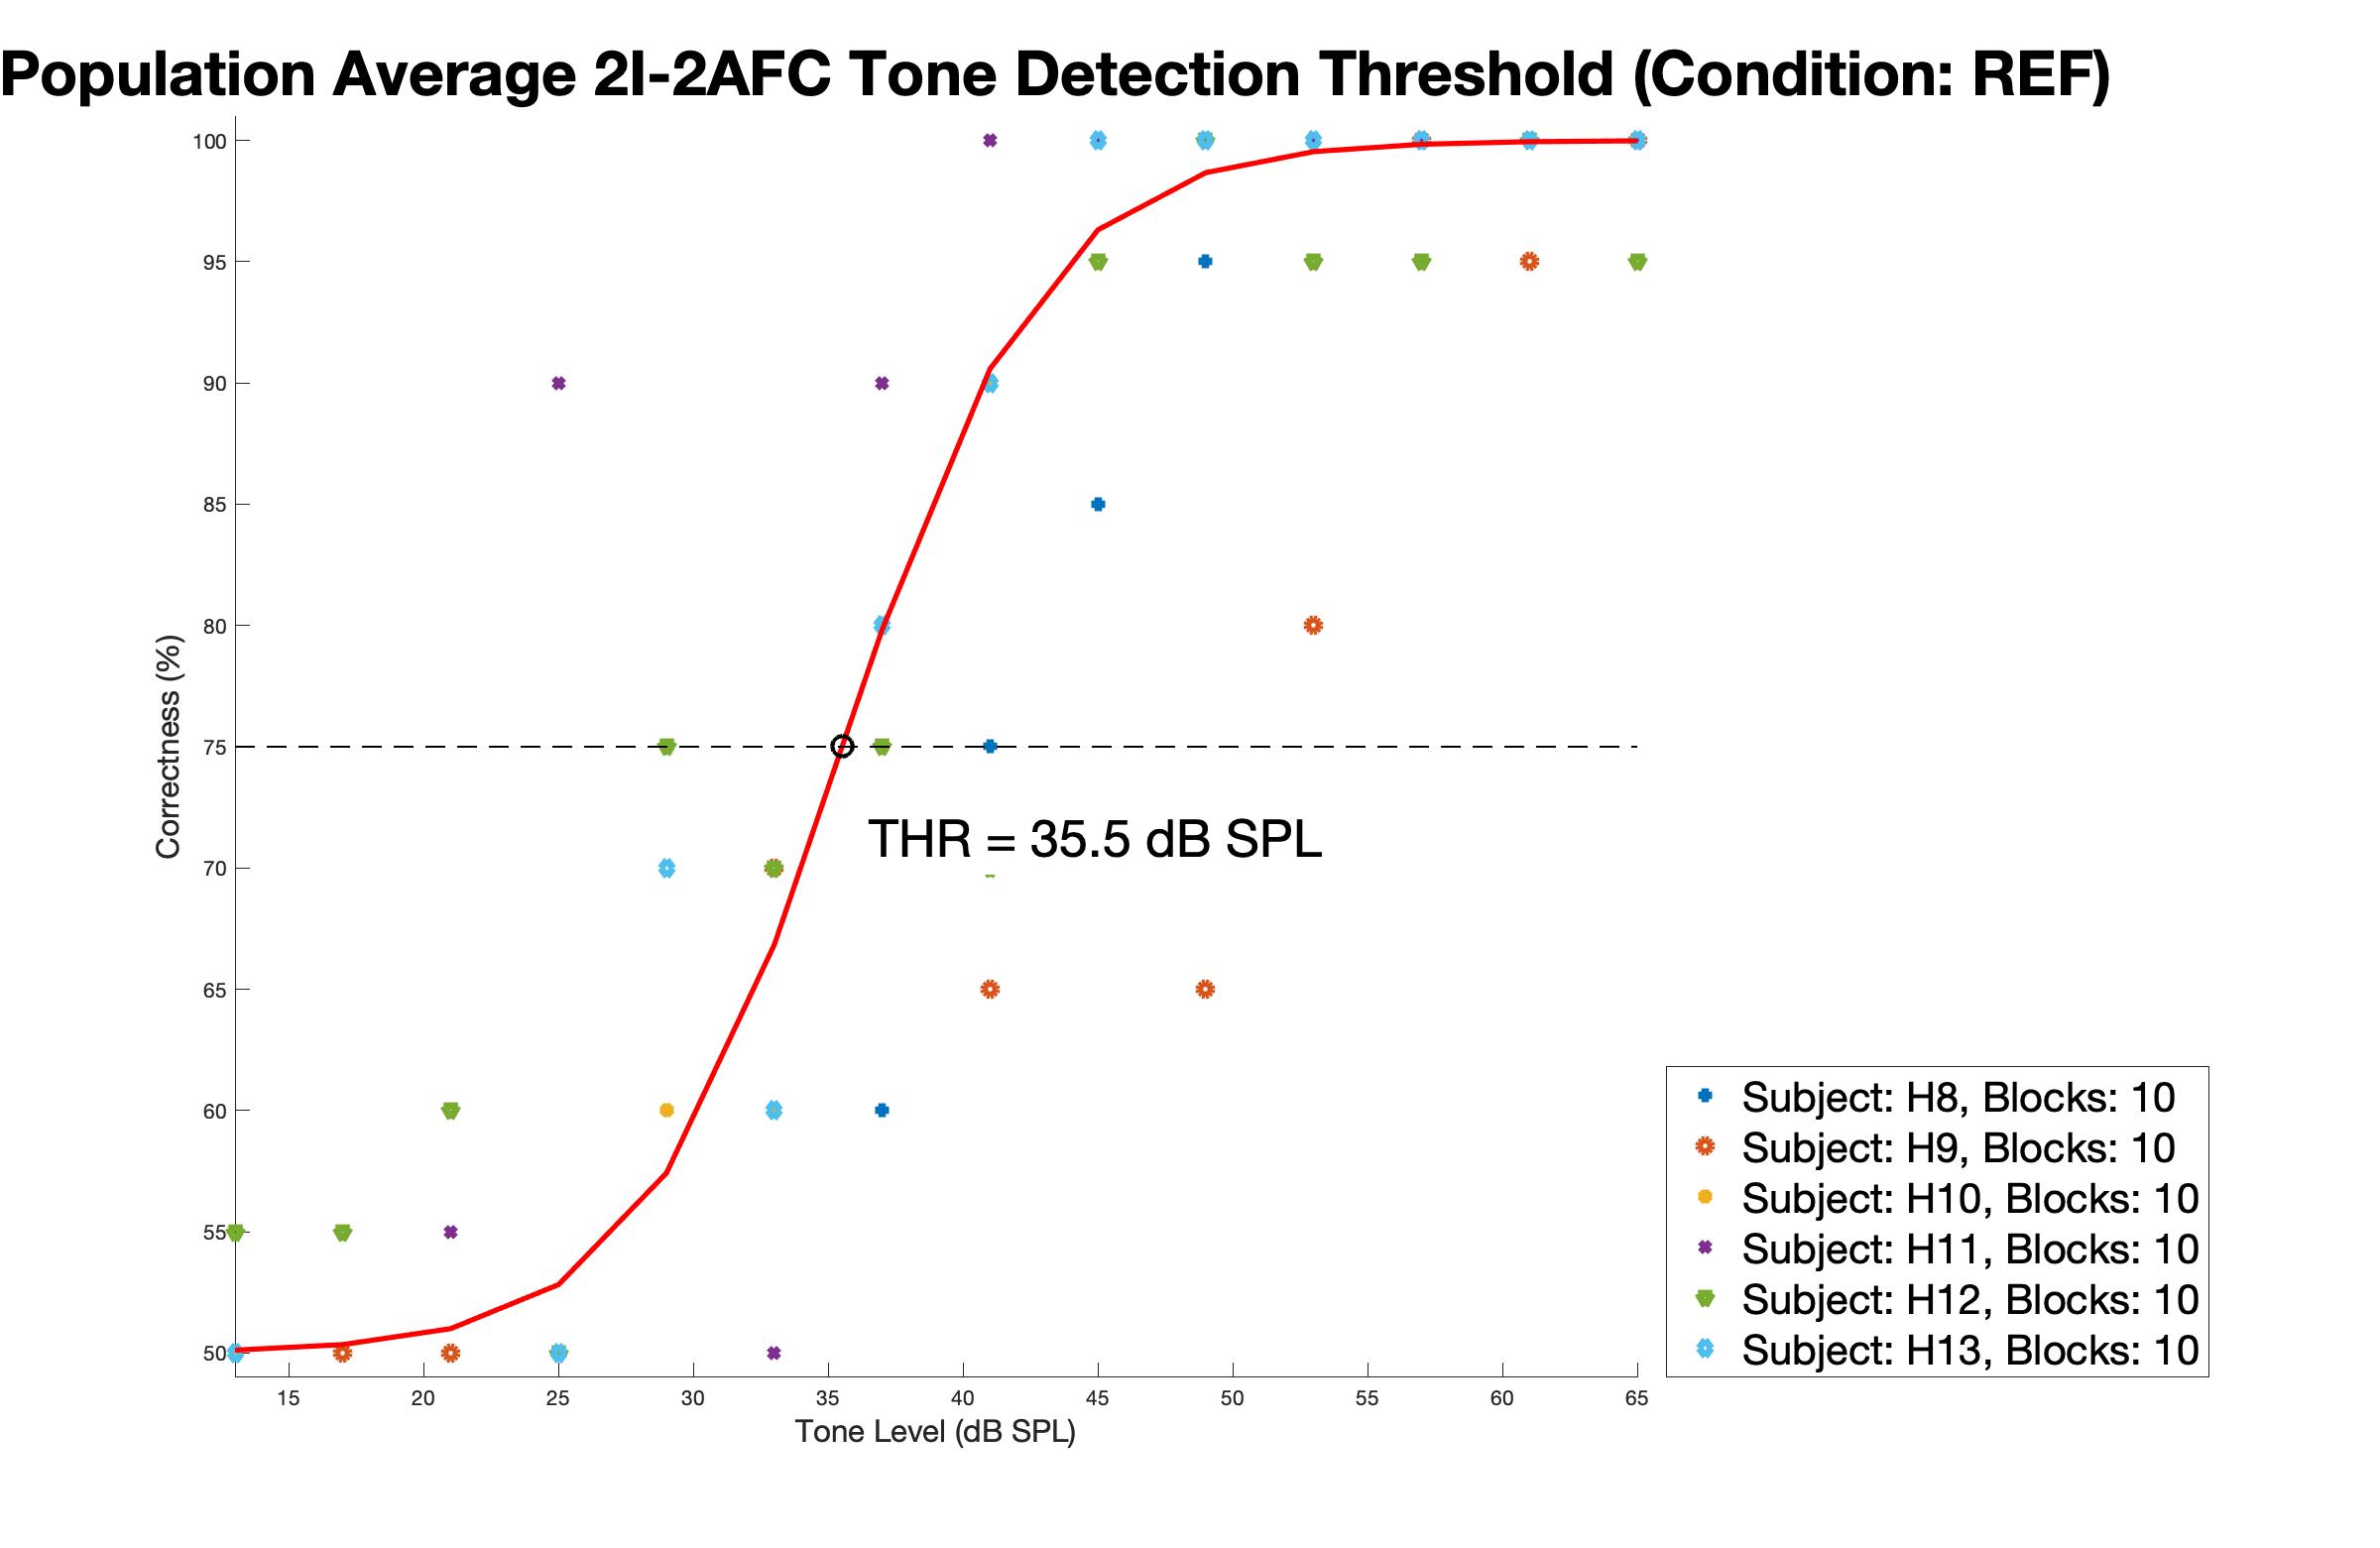 Population Average 2I-2AFC Tone Detection Threshold (Condition: REF)
100
95
90
85
80
75
70
65
60
55
50
Correctness (%)
THR = 35.5 dB SPL
15 20 25 30 35 40 45 50 55 60 65
Tone Level (dB SPL)
Subject: H8, Blocks: 10
Subject: H9, Blocks: 10
Subject: H10, Blocks: 10
Subject: H11, Blocks: 10
Subject: H12, Blocks: 10
Subject: H13, Blocks: 10